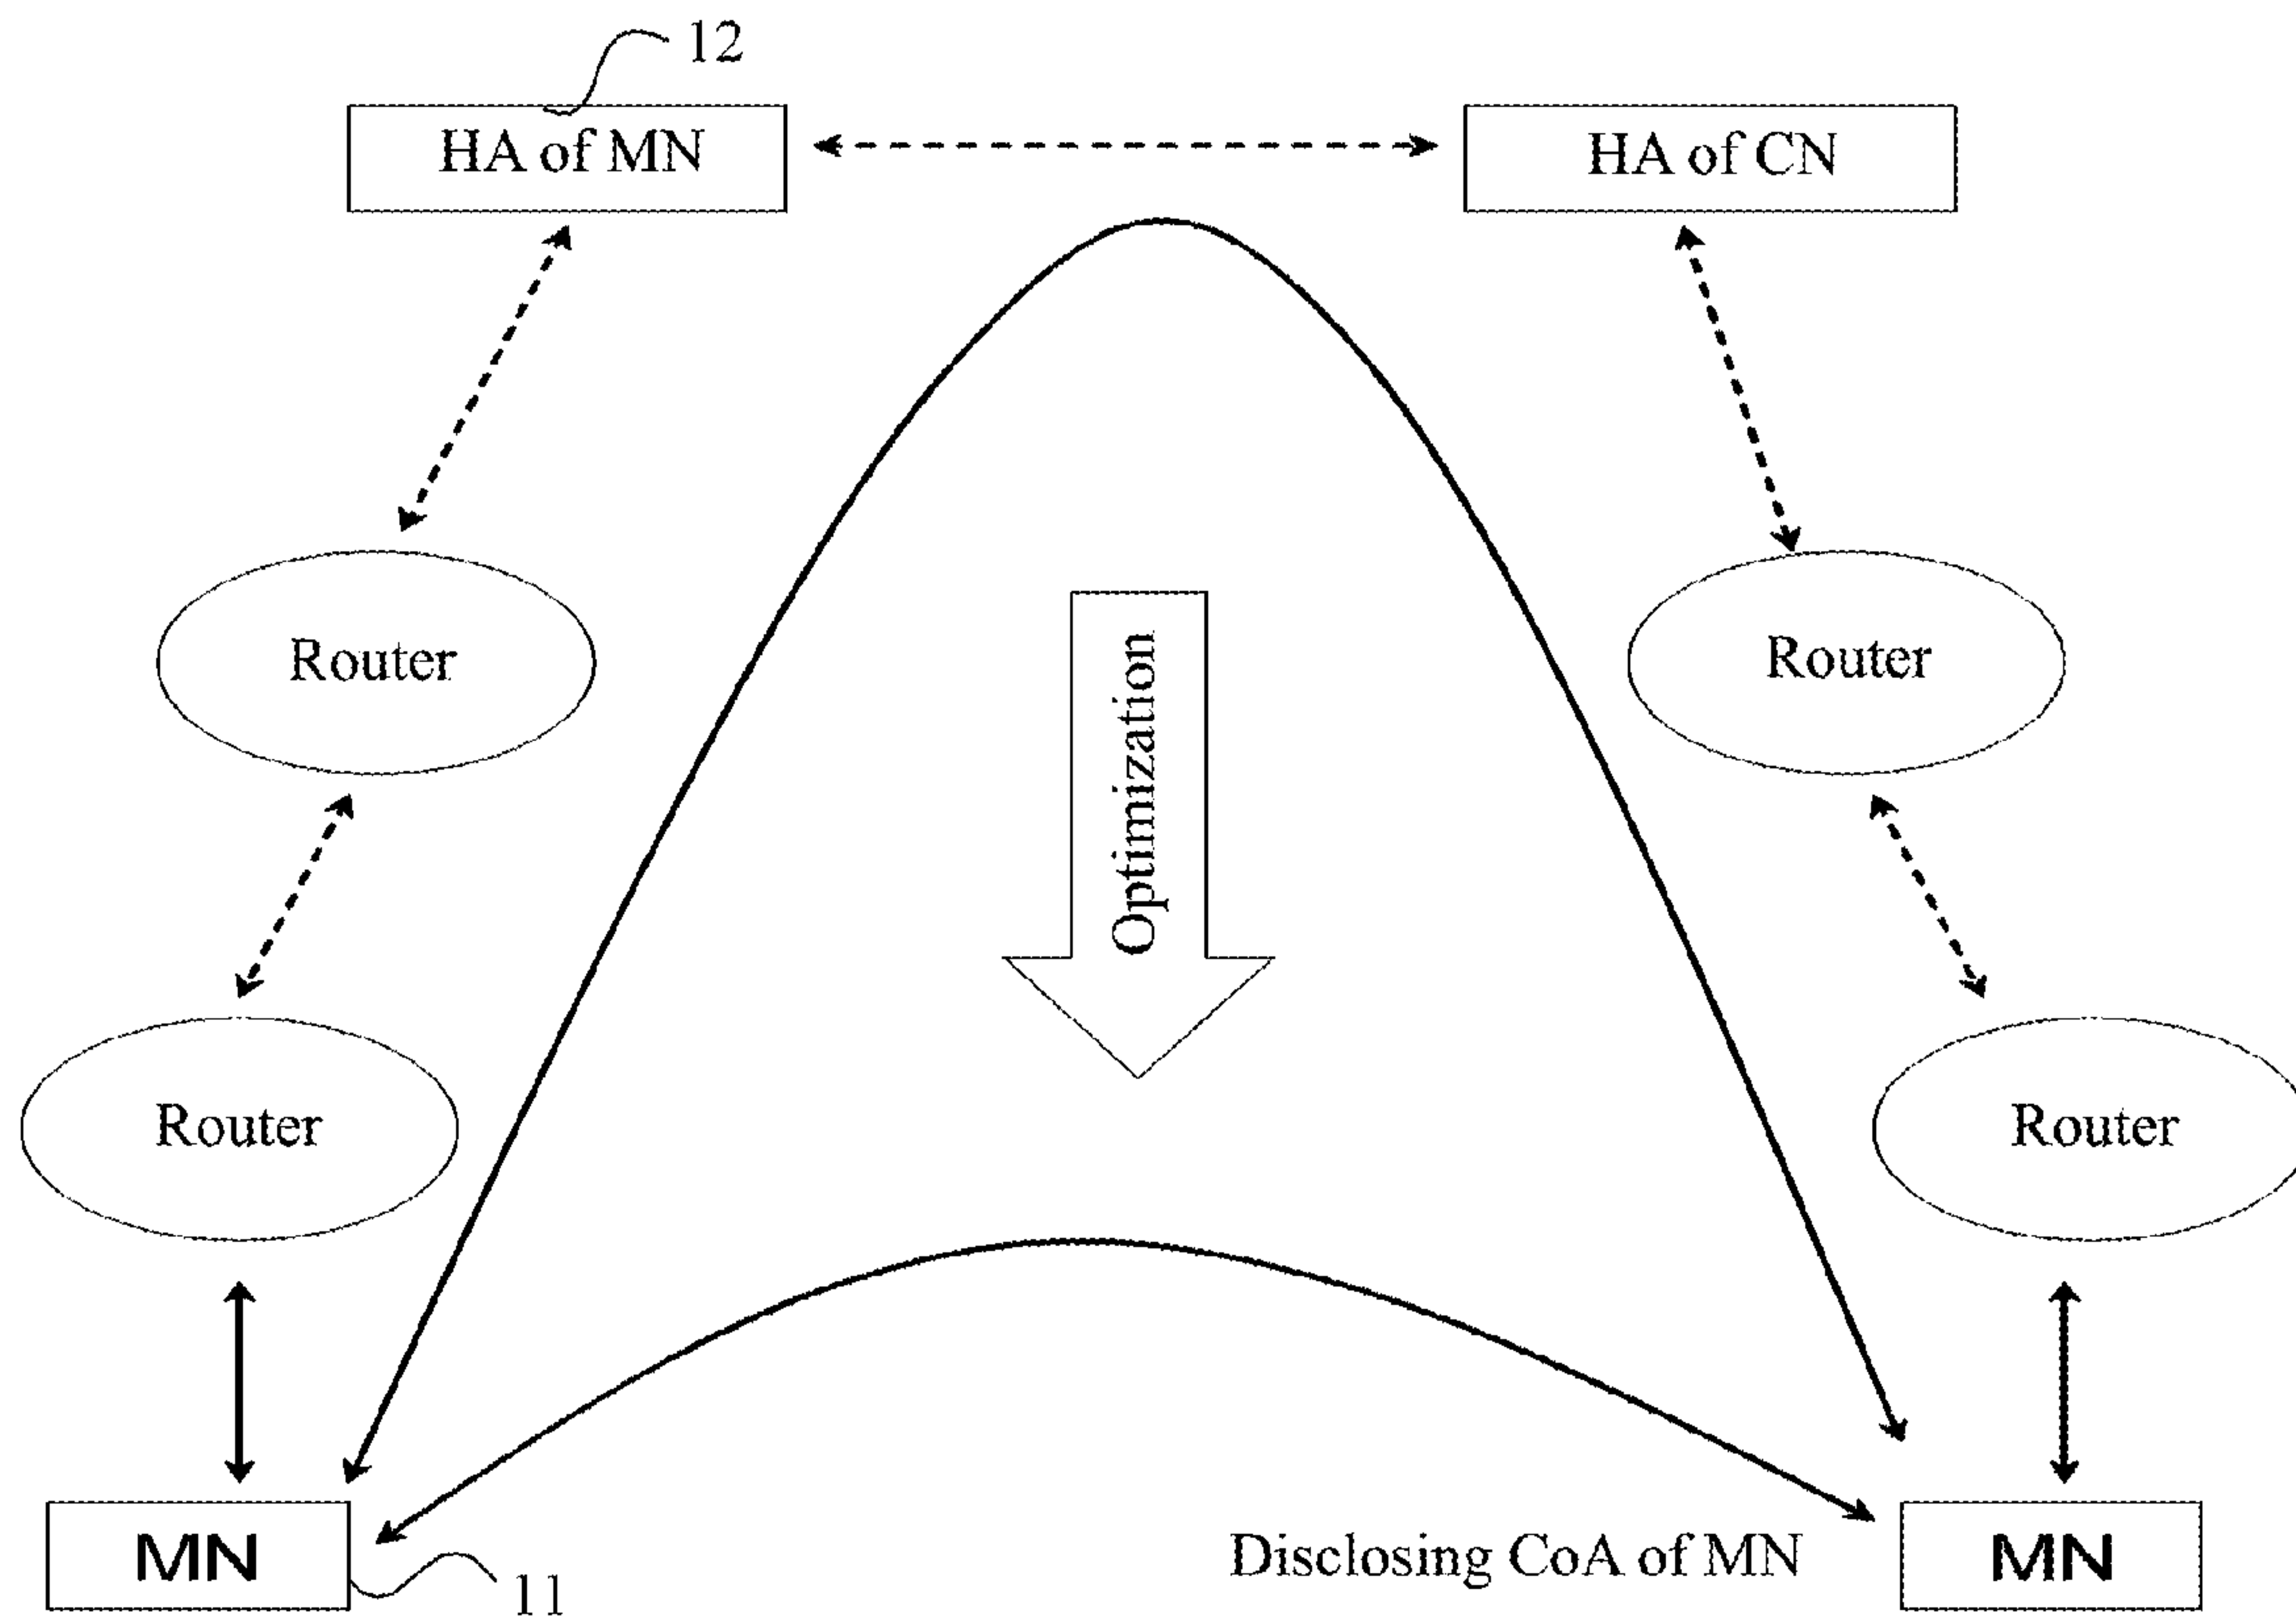 12
HA of MN
HA of CN
Router
Router
Optimization
Router
Router
MN
Disclosing CoA of MN
MN
11